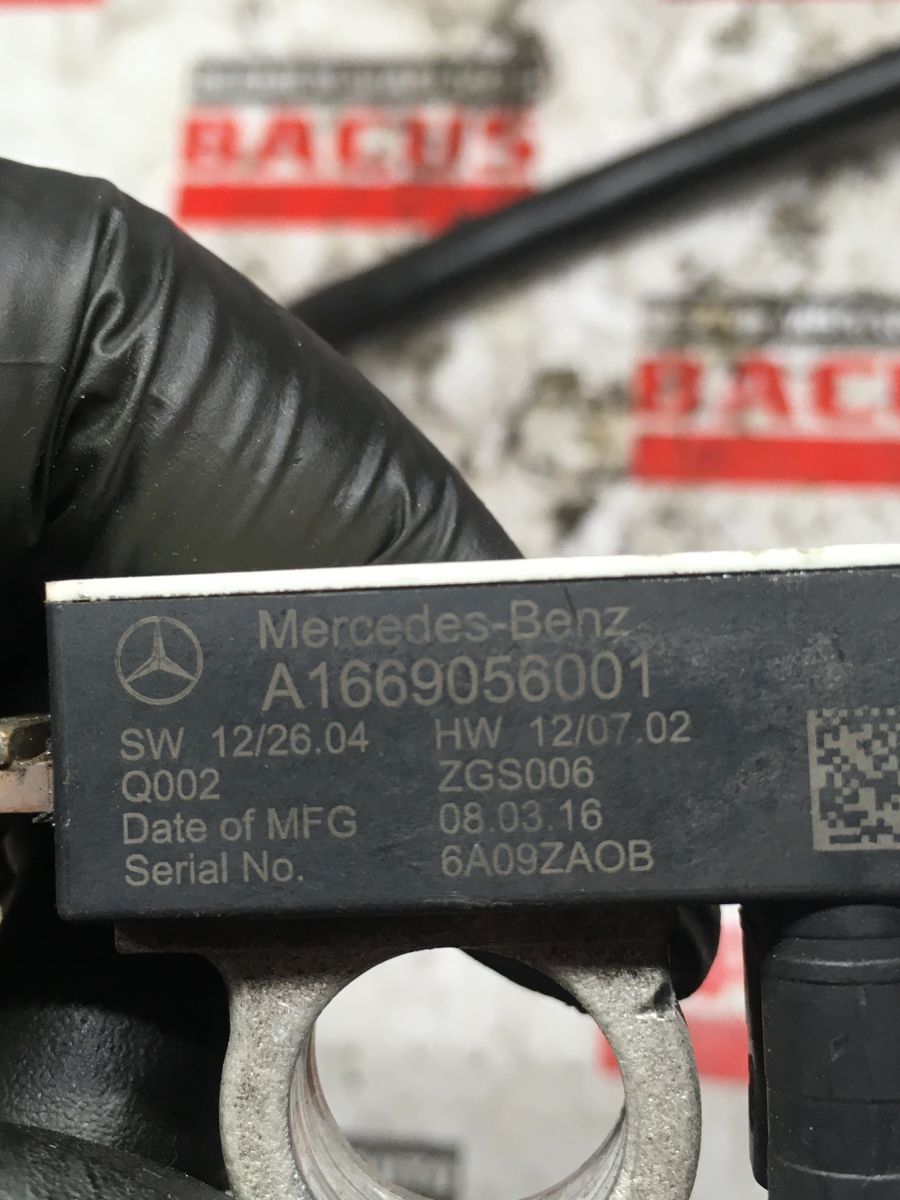 BACUS
BACUS
Mercedes-Benz
A1669056001
SW 12/26.04 HW 12/07.02
Q002 ZGS006
Date of MFG 08.03.16
Serial No. 6A09ZAOB